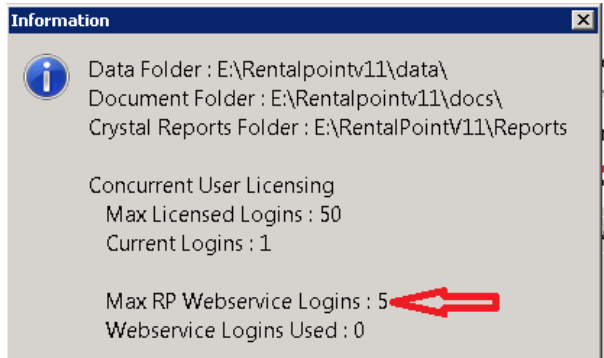 Information
Data Folder : E:\Rentalpointv11\data\
Document Folder : E:\Rentalpointv11\docs\
Crystal Reports Folder : E:\RentalPointV11\Reports
Concurrent User Licensing
Max Licensed Logins : 50
Current Logins : 1
Max RP Webservice Logins : 5
Webservice Logins Used : 0